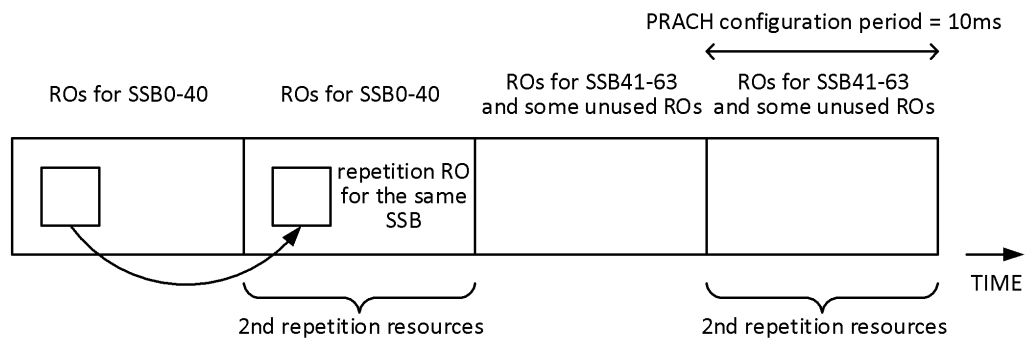 PRACH configuration period = 10ms
ROs for SSB0-40
ROs for SSB0-40
ROs for SSB41-63
and some unused ROs
ROs for SSB41-63
and some unused ROs
repetition RO
for the same
SSB
TIME
2nd repetition resources
2nd repetition resources